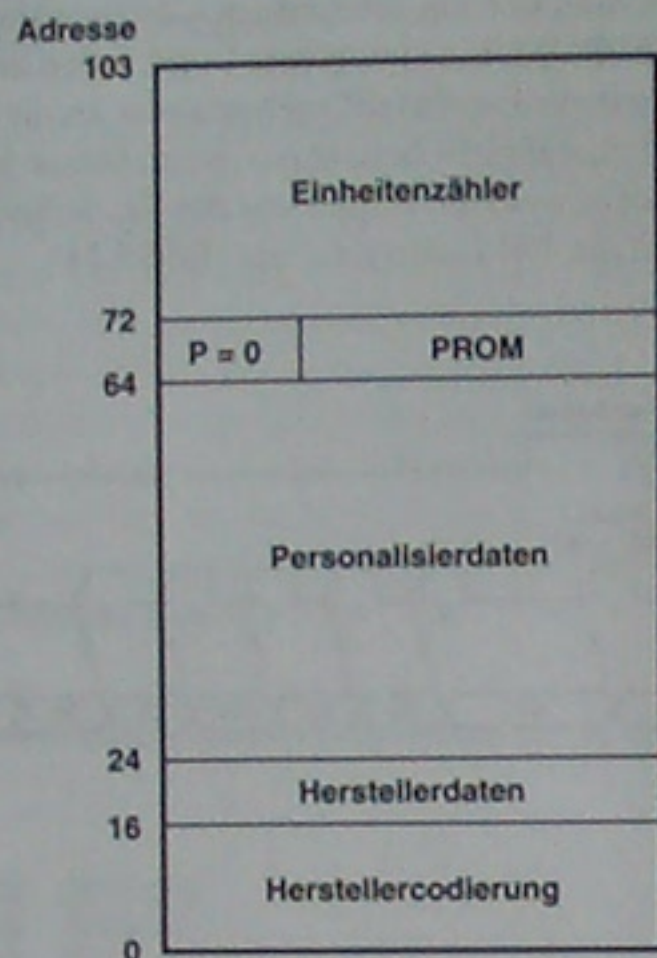 Adresse
103
Einheitenzähler
72
P = 0 PROM
64
Personalisierdaten
24
Herstellerdaten
16
Herstellercodierung
0